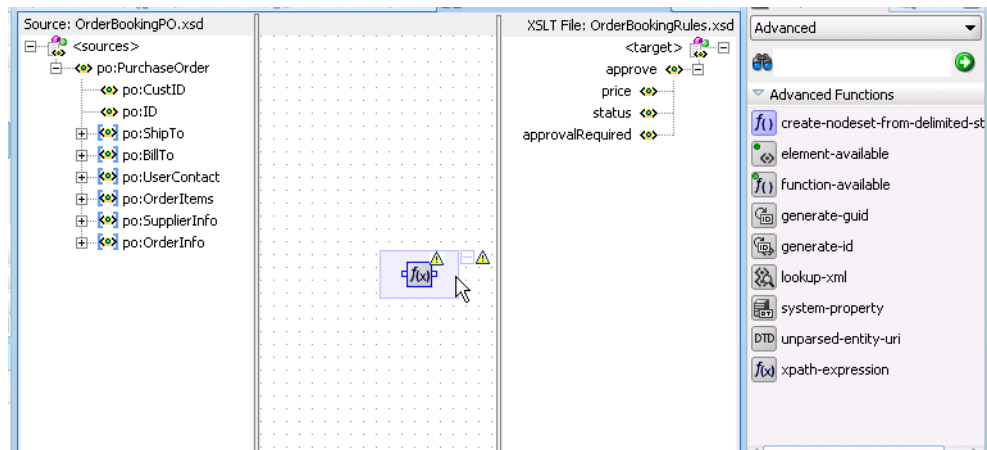 Source: OrderBookingPO.xsd
<sources>
po:PurchaseOrder
po:CustID
po:ID
po:ShipTo
po:BillTo
po:UserContact
po:OrderItems
po:SupplierInfo
po:OrderInfo
f(x)
XSLT File: OrderBookingRules.xsd
<target>
approve
price
status
approvalRequired
Advanced
Advanced Functions
f() create-nodeset-from-delimited-st
element-available
f() function-available
generate-guid
generate-id
lookup-xml
system-property
DTD unparsed-entity-uri
f(x) xpath-expression